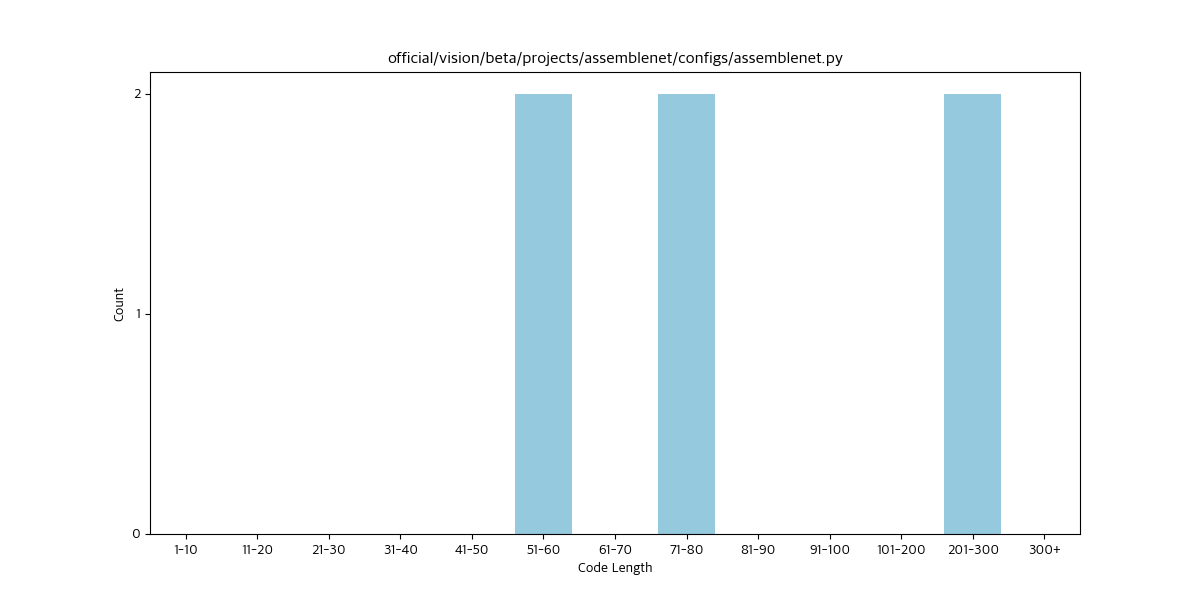 official/vision/beta/projects/assemblenet/configs/assemblenet.py
2
1
0
Count
1-10 11-20 21-30 31-40 41-50 51-60 61-70 71-80 81-90 91-100 101-200 201-300 300+
Code Length